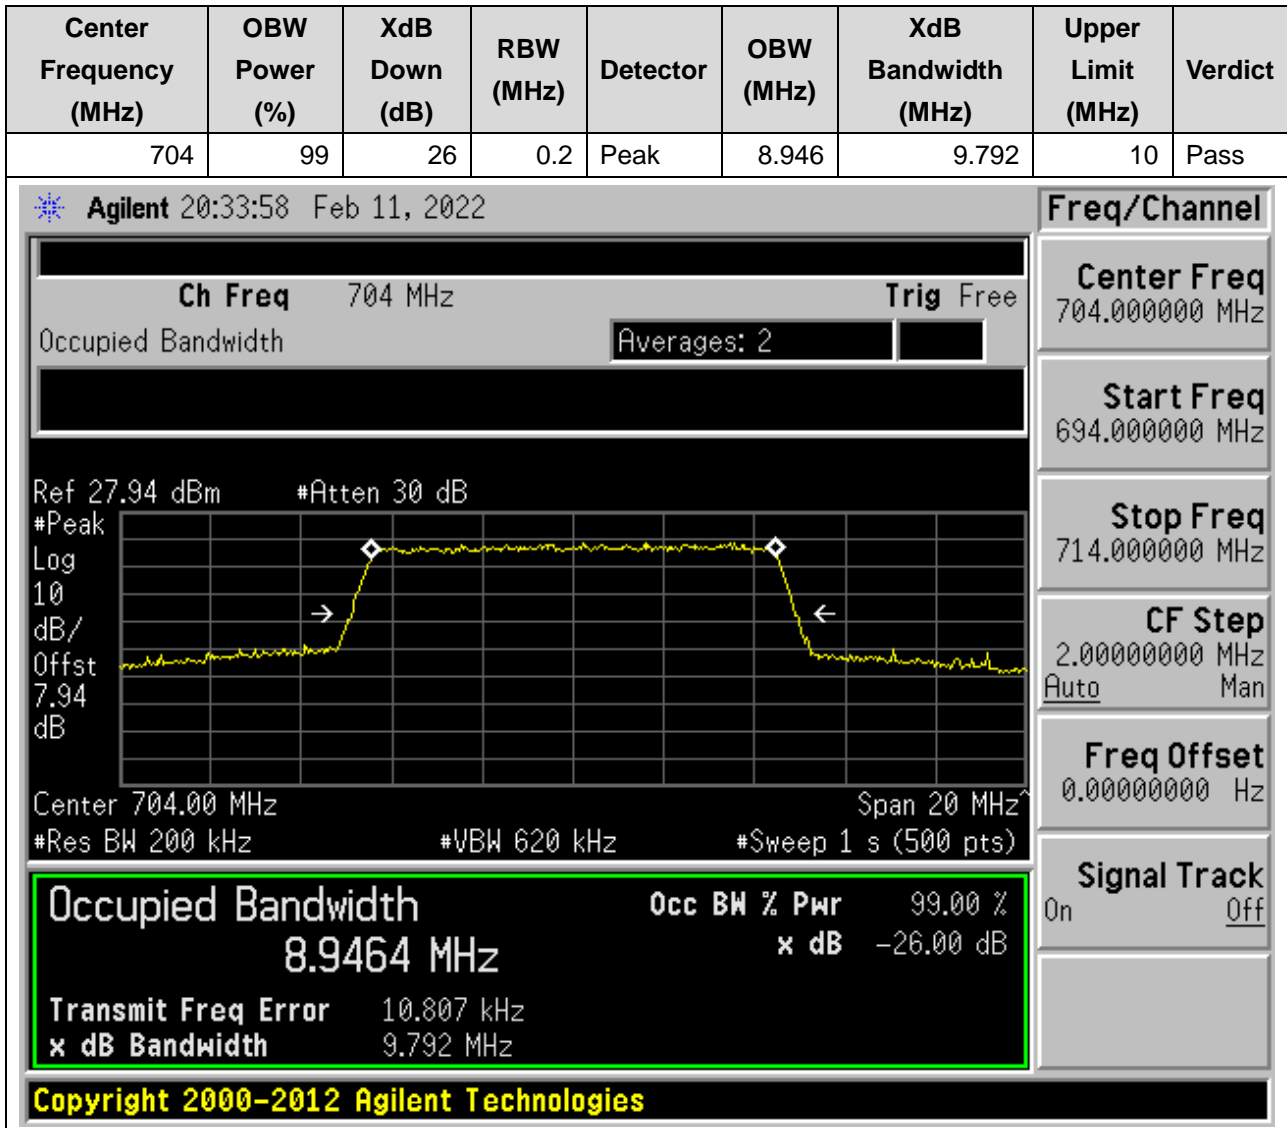 Center Frequency (MHz) OBW Power (%) XdB Down (dB) RBW (MHz) Detector OBW (MHz) XdB Bandwidth (MHz) Upper Limit (MHz) Verdict
704 99 26 0.2 Peak 8.946 9.792 10 Pass
Agilent 20:33:58 Feb 11, 2022
Freq/Channel
Ch Freq 704 MHz Trig Free
Occupied Bandwidth Averages: 2
Center Freq
704.000000 MHz
Start Freq
694.000000 MHz
Stop Freq
714.000000 MHz
CF Step
2.00000000 MHz
Auto Man
Freq Offset
0.00000000 Hz
Signal Track
On Off
Ref 27.94 dBm #Atten 30 dB
#Peak
Log
10
dB/
Offst
7.94
dB
Center 704.00 MHz Span 20 MHz^
#Res BW 200 kHz #VBW 620 kHz #Sweep 1 s (500 pts)
Occupied Bandwidth Occ BW % Pwr 99.00 %
8.9464 MHz x dB -26.00 dB
Transmit Freq Error 10.807 kHz
x dB Bandwidth 9.792 MHz
Copyright 2000-2012 Agilent Technologies